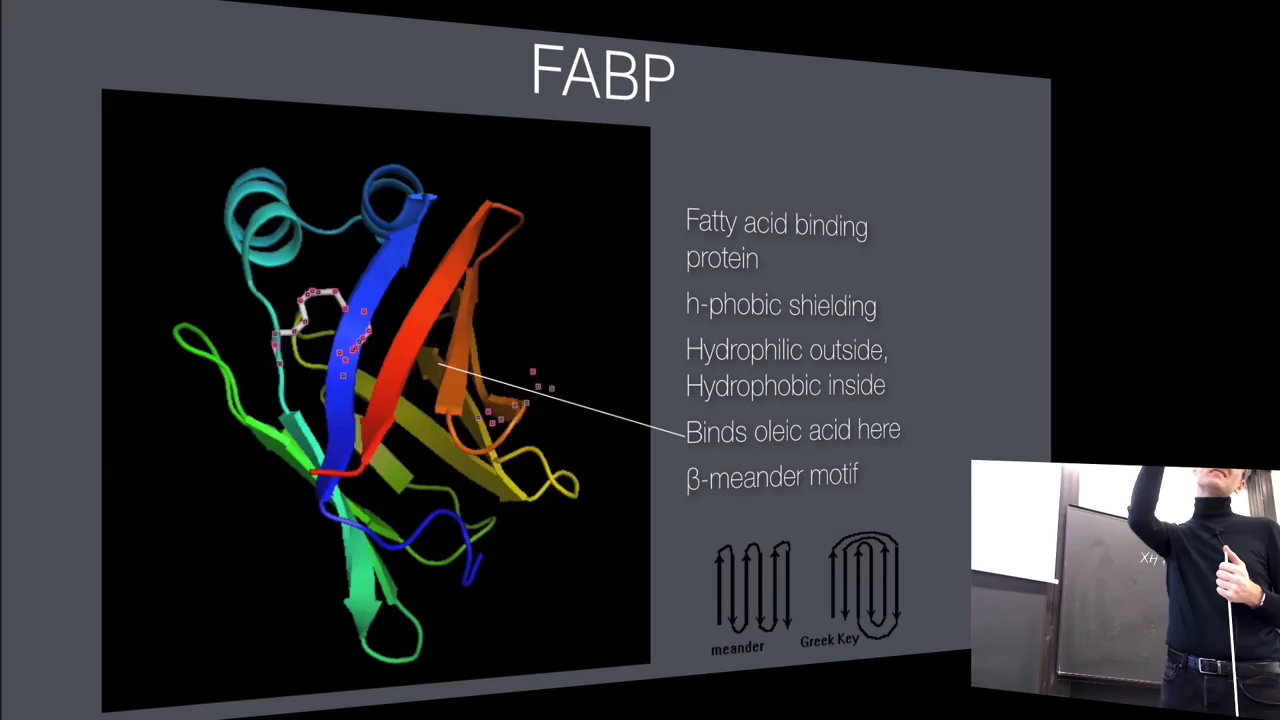 FABP
Fatty acid binding
protein
h-phobic shielding
Hydrophilic outside,
Hydrophobic inside
Binds oleic acid here
β-meander motif
meander
Greek Key
XH